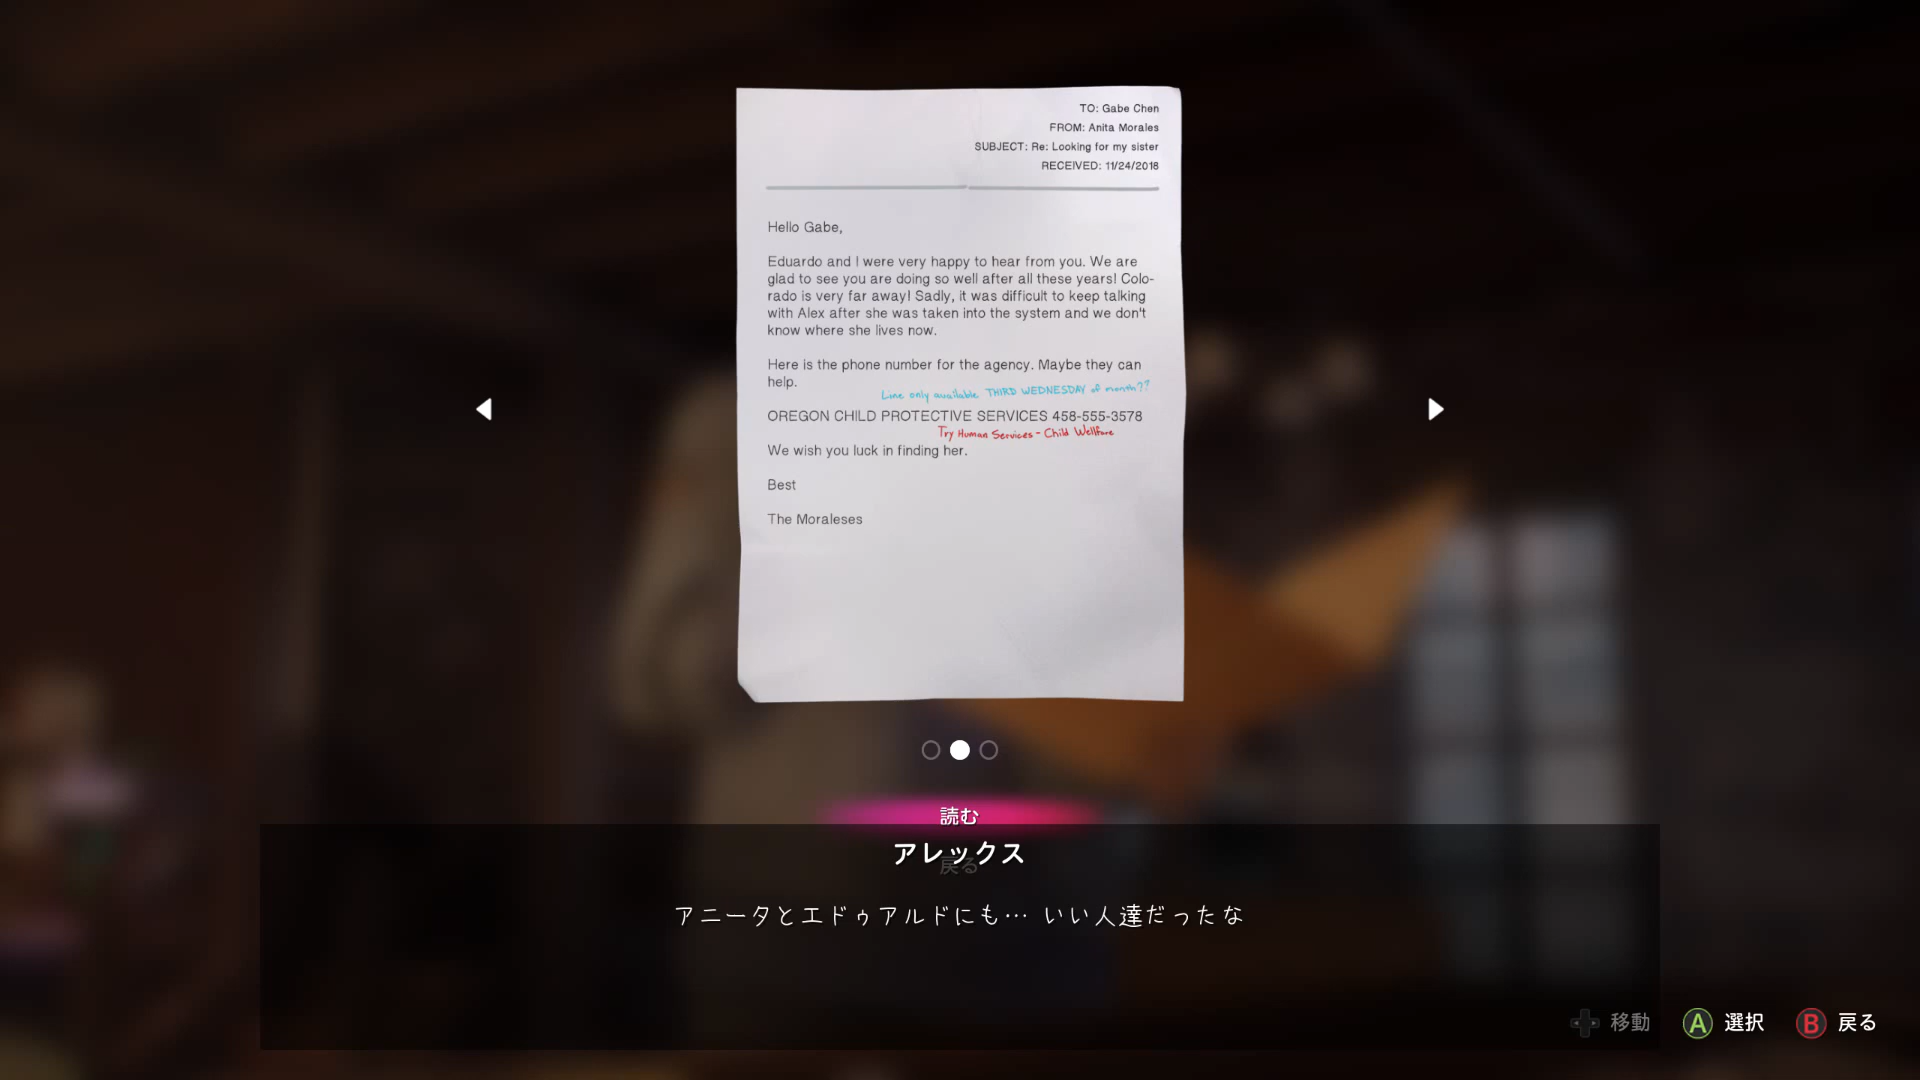 TO: Gabe Chen
FROM: Anita Morales
SUBJECT: Re: Looking for my sister
RECEIVED: 11/24/2018
Hello Gabe,
Eduardo and I were very happy to hear from you. We are
glad to see you are doing so well after all these years! Colo-
rado is very far away! Sadly, it was difficult to keep talking
with Alex after she was taken into the system and we don't
know where she lives now.
Here is the phone number for the agency. Maybe they can
help.
Line only available THIRD WEDNESDAY of month??
OREGON CHILD PROTECTIVE SERVICES 458-555-3578
Try Human Services - Child Wellfare
We wish you luck in finding her.
Best
The Moraleses
読む
アレックス
戻る
アニータとエドゥアルドにも… いい人達だったな
移動
A 選択
B 戻る